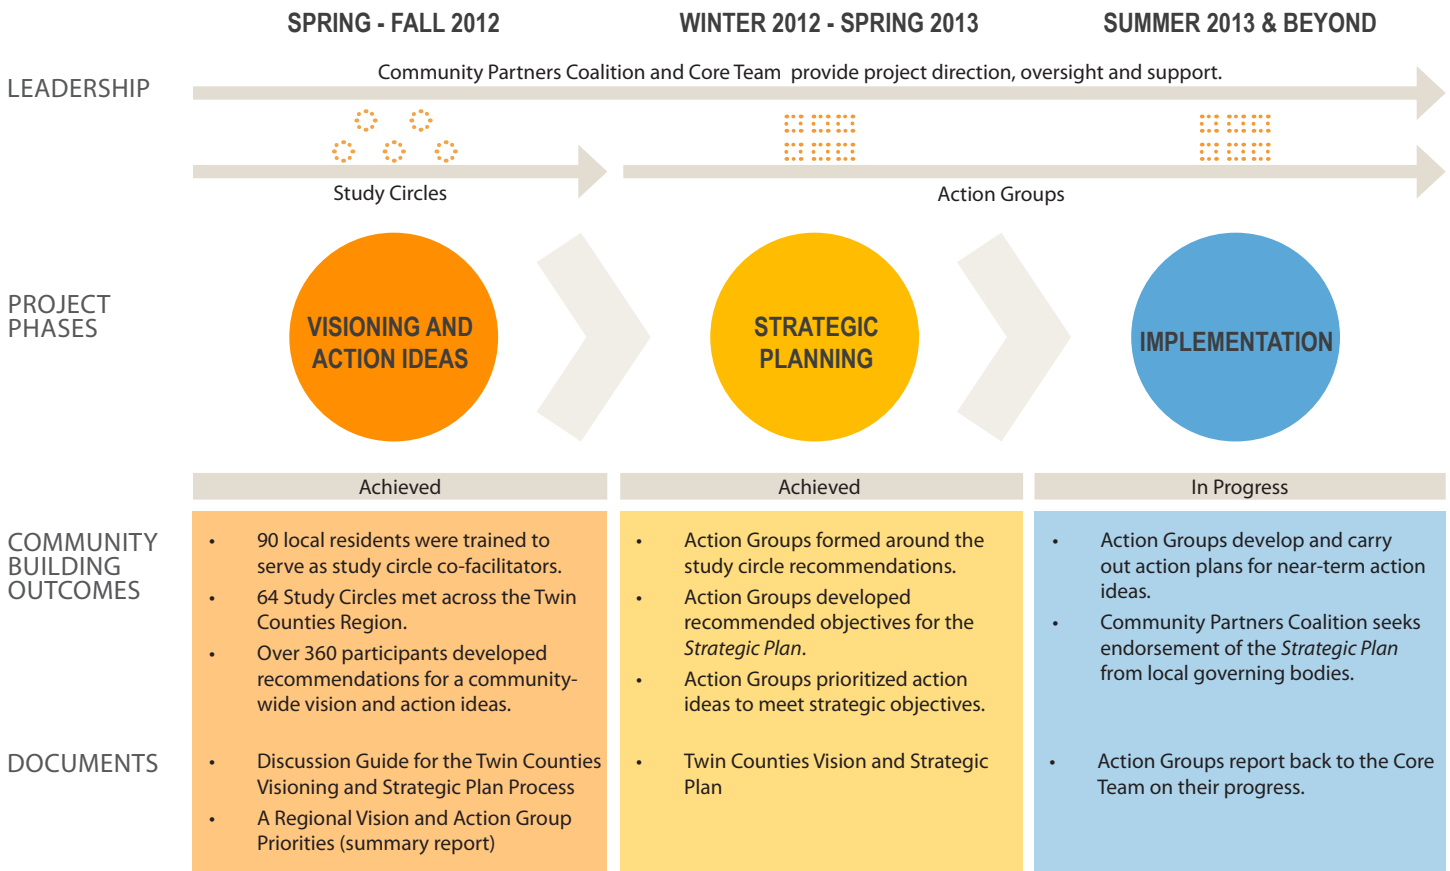 SPRING - FALL 2012
WINTER 2012 - SPRING 2013
SUMMER 2013 & BEYOND
LEADERSHIP
Community Partners Coalition and Core Team provide project direction, oversight and support.
Study Circles
Action Groups
PROJECT
PHASES
VISIONING AND
ACTION IDEAS
STRATEGIC
PLANNING
IMPLEMENTATION
Achieved
Achieved
In Progress
COMMUNITY
BUILDING
OUTCOMES
• 90 local residents were trained to
serve as study circle co-facilitators.
• 64 Study Circles met across the Twin
Counties Region.
• Over 360 participants developed
recommendations for a community-
wide vision and action ideas.
• Action Groups formed around the
study circle recommendations.
• Action Groups developed
recommended objectives for the
Strategic Plan.
• Action Groups prioritized action
ideas to meet strategic objectives.
• Action Groups develop and carry
out action plans for near-term action
ideas.
• Community Partners Coalition seeks
endorsement of the Strategic Plan
from local governing bodies.
DOCUMENTS
• Discussion Guide for the Twin Counties
Visioning and Strategic Plan Process
• A Regional Vision and Action Group
Priorities (summary report)
• Twin Counties Vision and Strategic
Plan
• Action Groups report back to the Core
Team on their progress.